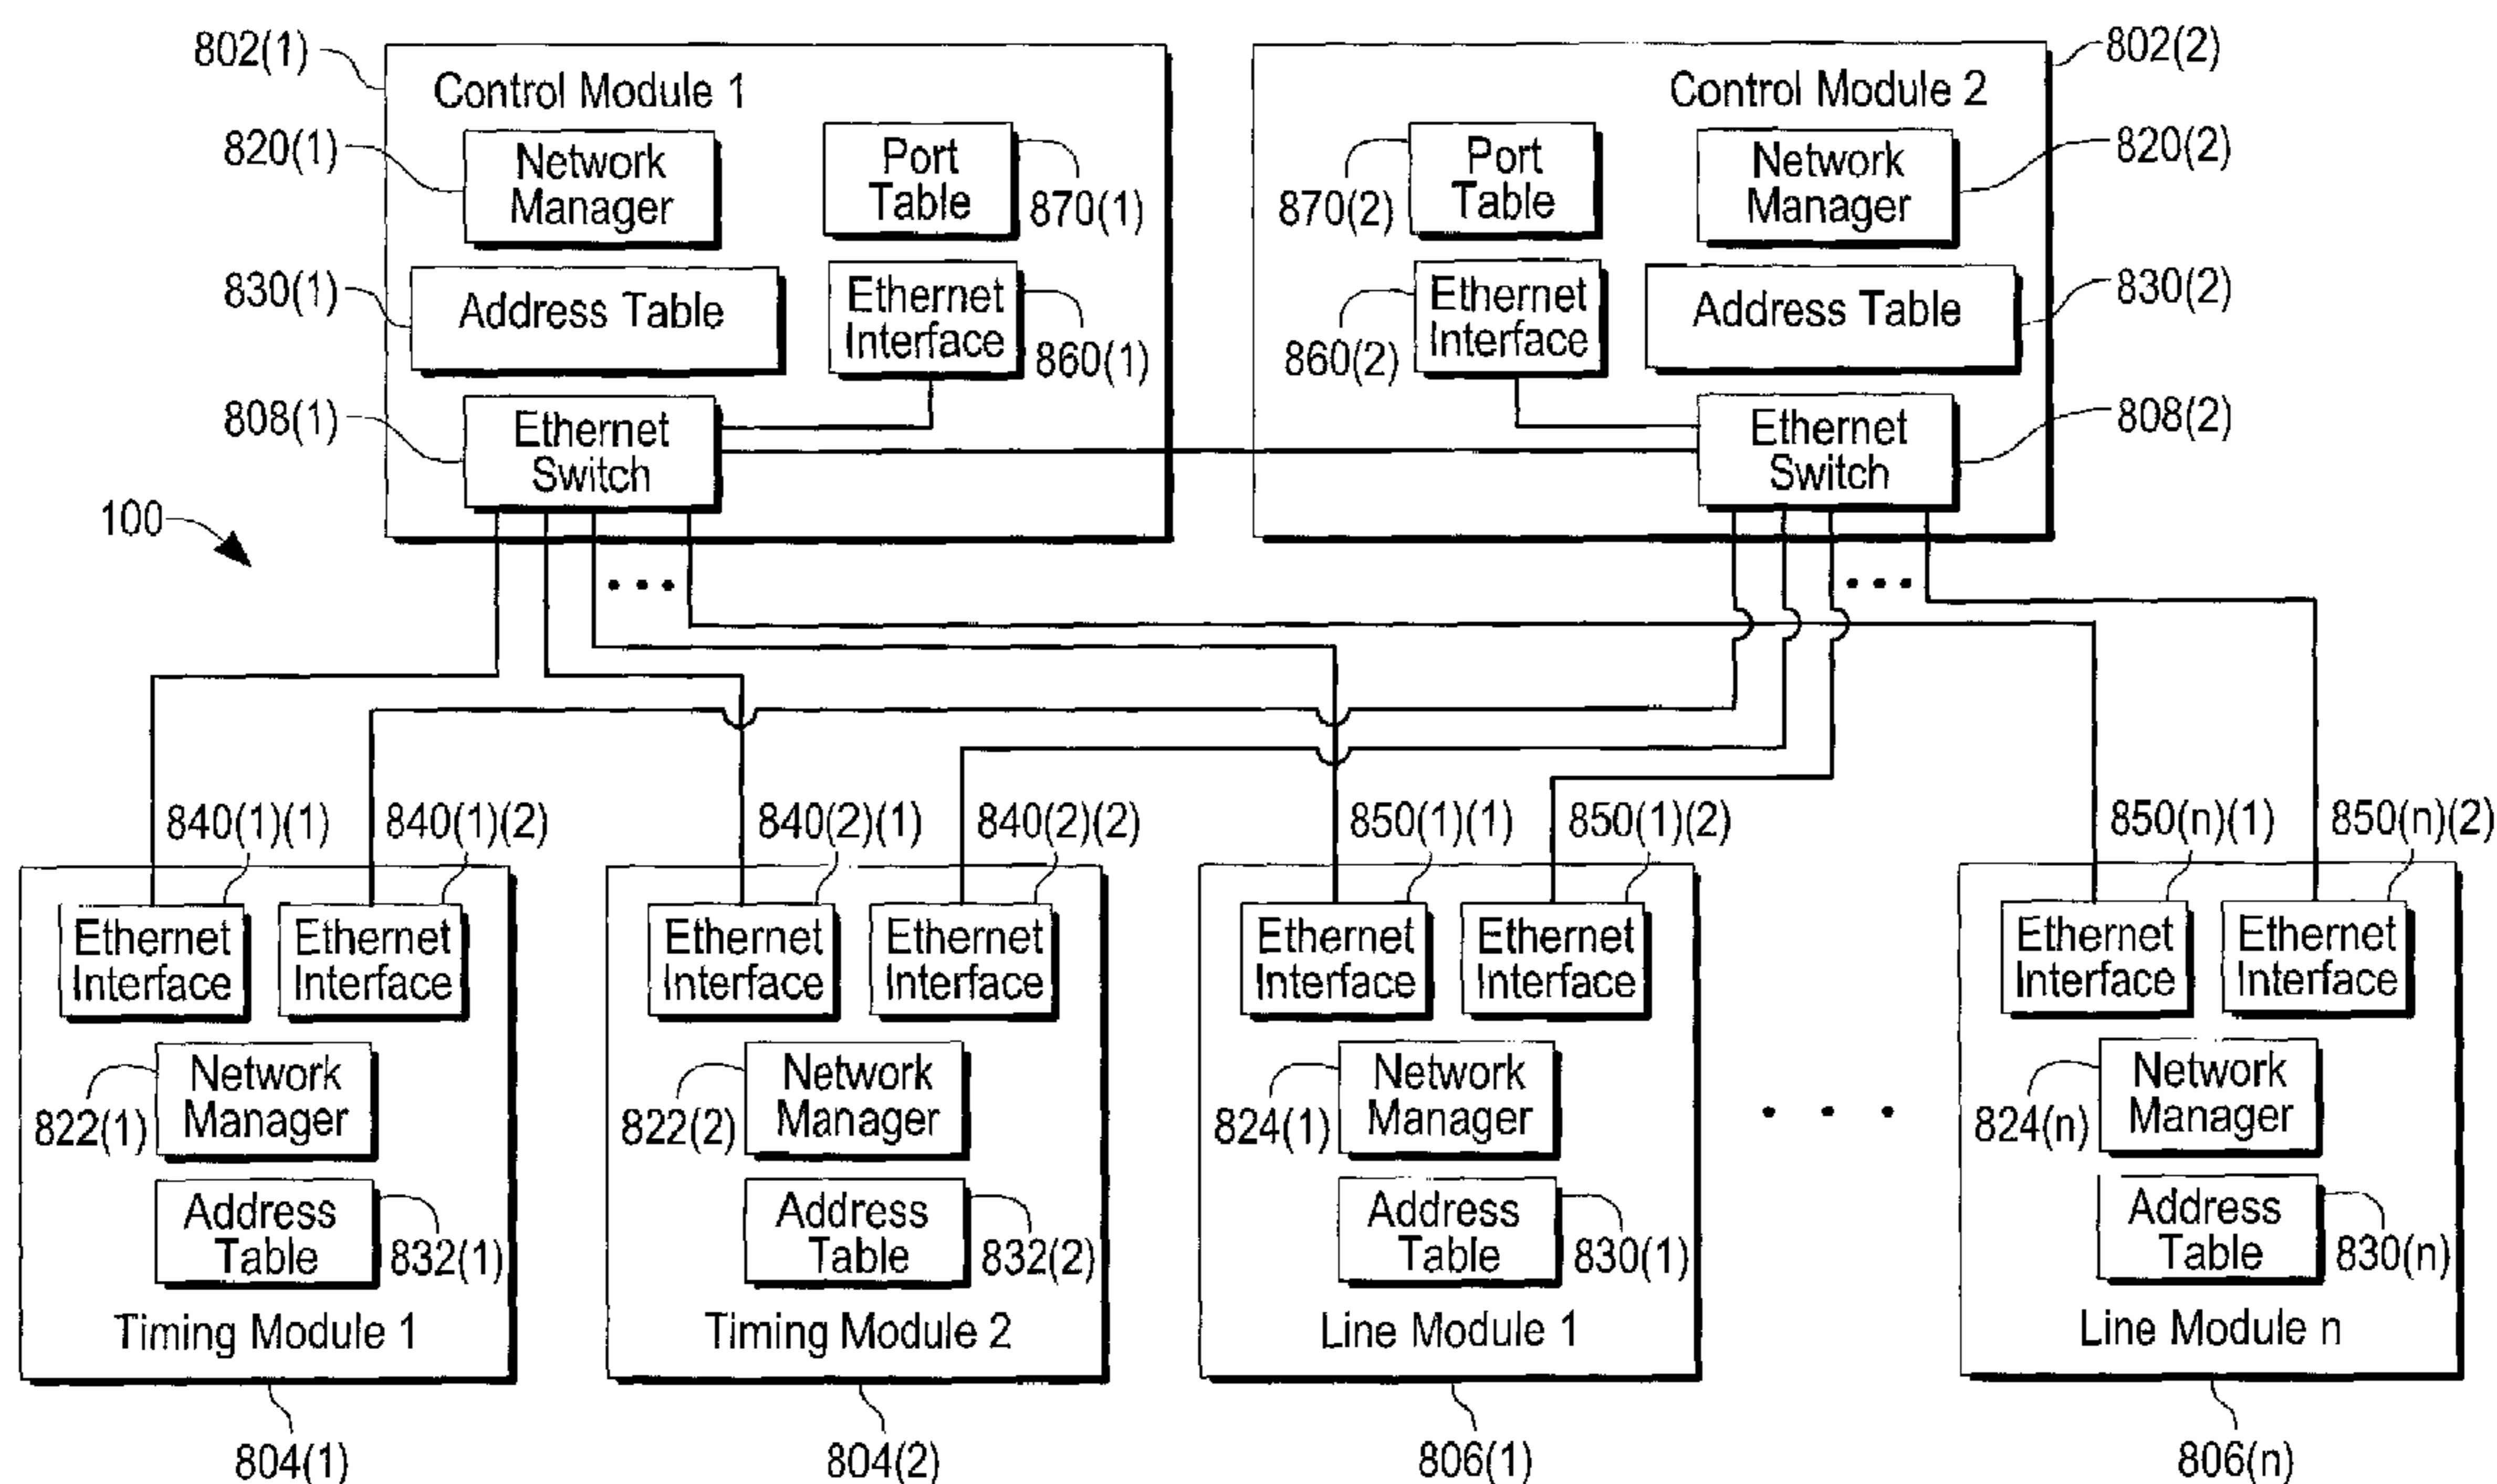 802(1)
Control Module 1
820(1)
Network
Manager
Port
Table
870(1)
830(1)
Address Table
Ethernet
Interface
860(1)
808(1)
Ethernet
Switch
802(2)
Control Module 2
870(2)
Port
Table
Network
Manager
820(2)
860(2)
Ethernet
Interface
Address Table
830(2)
Ethernet
Switch
808(2)
100
840(1)(1)
840(1)(2)
Ethernet
Interface
Ethernet
Interface
822(1)
Network
Manager
Address
Table
832(1)
Timing Module 1
804(1)
840(2)(1)
840(2)(2)
Ethernet
Interface
Ethernet
Interface
822(2)
Network
Manager
Address
Table
832(2)
Timing Module 2
804(2)
850(1)(1)
850(1)(2)
Ethernet
Interface
Ethernet
Interface
824(1)
Network
Manager
Address
Table
830(1)
Line Module 1
806(1)
850(n)(1)
850(n)(2)
Ethernet
Interface
Ethernet
Interface
824(n)
Network
Manager
Address
Table
830(n)
Line Module n
806(n)